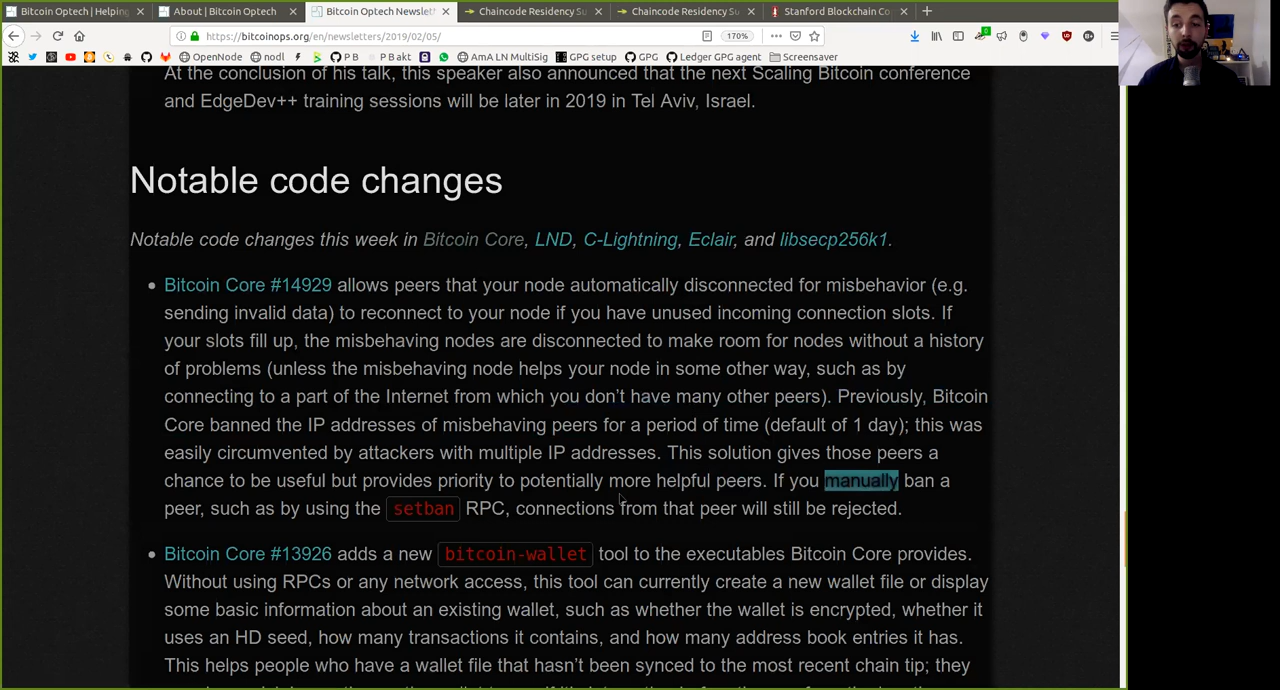 Bitcoin Optech | Helping
About | Bitcoin Optech
Bitcoin Optech Newslet
Chaincode Residency Su
Chaincode Residency Su
Stanford Blockchain Co
https://bitcoinops.org/en/newsletters/2019/02/05/
170%
OpenNode
nodl
P B
P B akt
AmA LN MultiSig
GPG setup
GPG
Ledger GPG agent
Screensaver
At the conclusion of his talk, this speaker also announced that the next Scaling Bitcoin conference
and EdgeDev++ training sessions will be later in 2019 in Tel Aviv, Israel.
Notable code changes
Notable code changes this week in Bitcoin Core, LND, C-Lightning, Eclair, and libsecp256k1.
Bitcoin Core #14929 allows peers that your node automatically disconnected for misbehavior (e.g.
sending invalid data) to reconnect to your node if you have unused incoming connection slots. If
your slots fill up, the misbehaving nodes are disconnected to make room for nodes without a history
of problems (unless the misbehaving node helps your node in some other way, such as by
connecting to a part of the Internet from which you don't have many other peers). Previously, Bitcoin
Core banned the IP addresses of misbehaving peers for a period of time (default of 1 day); this was
easily circumvented by attackers with multiple IP addresses. This solution gives those peers a
chance to be useful but provides priority to potentially more helpful peers. If you manually ban a
peer, such as by using the setban RPC, connections from that peer will still be rejected.
Bitcoin Core #13926 adds a new bitcoin-wallet tool to the executables Bitcoin Core provides.
Without using RPCs or any network access, this tool can currently create a new wallet file or display
some basic information about an existing wallet, such as whether the wallet is encrypted, whether it
uses an HD seed, how many transactions it contains, and how many address book entries it has.
This helps people who have a wallet file that hasn't been synced to the most recent chain tip; they